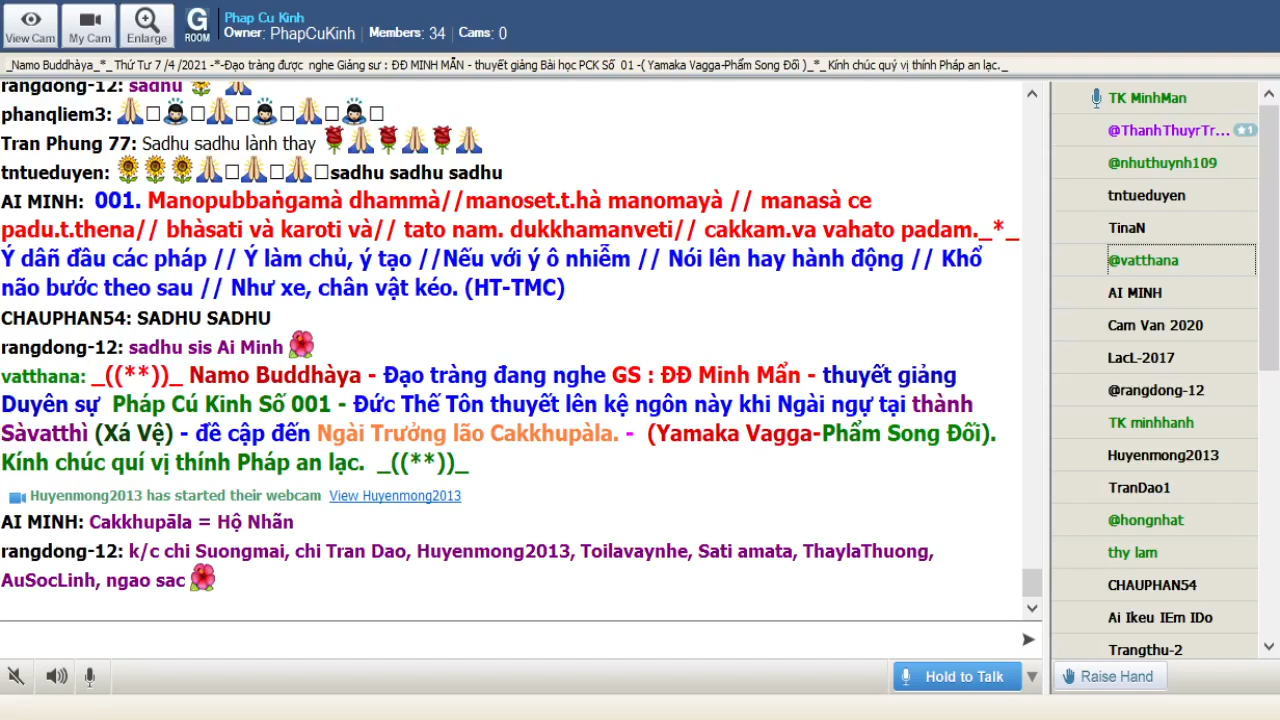 View Cam
My Cam
Enlarge
G
ROOM
Phap Cu Kinh
Owner: PhapCuKinh | Members: 34 | Cams: 0
_Namo Buddhàya_*_ Thứ Tư 7 /4 /2021 -*-Đạo tràng được nghe Giảng sư : ĐĐ MINH MẪN - thuyết giảng Bài học PCK Số 01 -( Yamaka Vagga-Phẩm Song Đối )_*_ Kính chúc quý vị thính Pháp an lạc._
rangdong-12: sadhu
phanqliem3:
Tran Phung 77: Sadhu sadhu lành thay
tntueduyen: sadhu sadhu sadhu
AI MINH: 001. Manopubbaṅgamà dhammà//manoset.t.hà manomayà // manasà ce
padu.t.thena// bhàsati và karoti và// tato nam. dukkhamanveti// cakkam.va vahato padam._*_
Ý dẫñ đầu các pháp // Ý làm chủ, ý tạo //Nếu với ý ô nhiễm // Nói lên hay hành động // Khổ
não bước theo sau // Như xe, chân vật kéo. (HT-TMC)
CHAUPHAN54: SADHU SADHU
rangdong-12: sadhu sis Ai Minh
vatthana: _((**))_ Namo Buddhàya - Đạo tràng đang nghe GS : ĐĐ Minh Mẩn - thuyết giảng
Duyên sự Pháp Cú Kinh Số 001 - Đức Thế Tôn thuyết lên kệ ngôn này khi Ngài ngự tại thành
Sàvatthì (Xá Vệ) - đề cập đến Ngài Trưởng lão Cakkhupàla. - (Yamaka Vagga-Phẩm Song Đối).
Kính chúc quí vị thính Pháp an lạc. _((**))_
Huyenmong2013 has started their webcam View Huyenmong2013
AI MINH: Cakkhupāla = Hộ Nhãn
rangdong-12: k/c chi Suongmai, chi Tran Dao, Huyenmong2013, Toilavaynhe, Sati amata, ThaylaThuong,
AuSocLinh, ngao sac
Hold to Talk
TK MinhMan
@ThanhThuyrTr... 1
@nhuthuynh109
tntueduyen
TinaN
@vatthana
AI MINH
Cam Van 2020
LacL-2017
@rangdong-12
TK minhhanh
Huyenmong2013
TranDao1
@hongnhat
thy lam
CHAUPHAN54
Ai Ikeu IEm IDo
Trangthu-2
Raise Hand